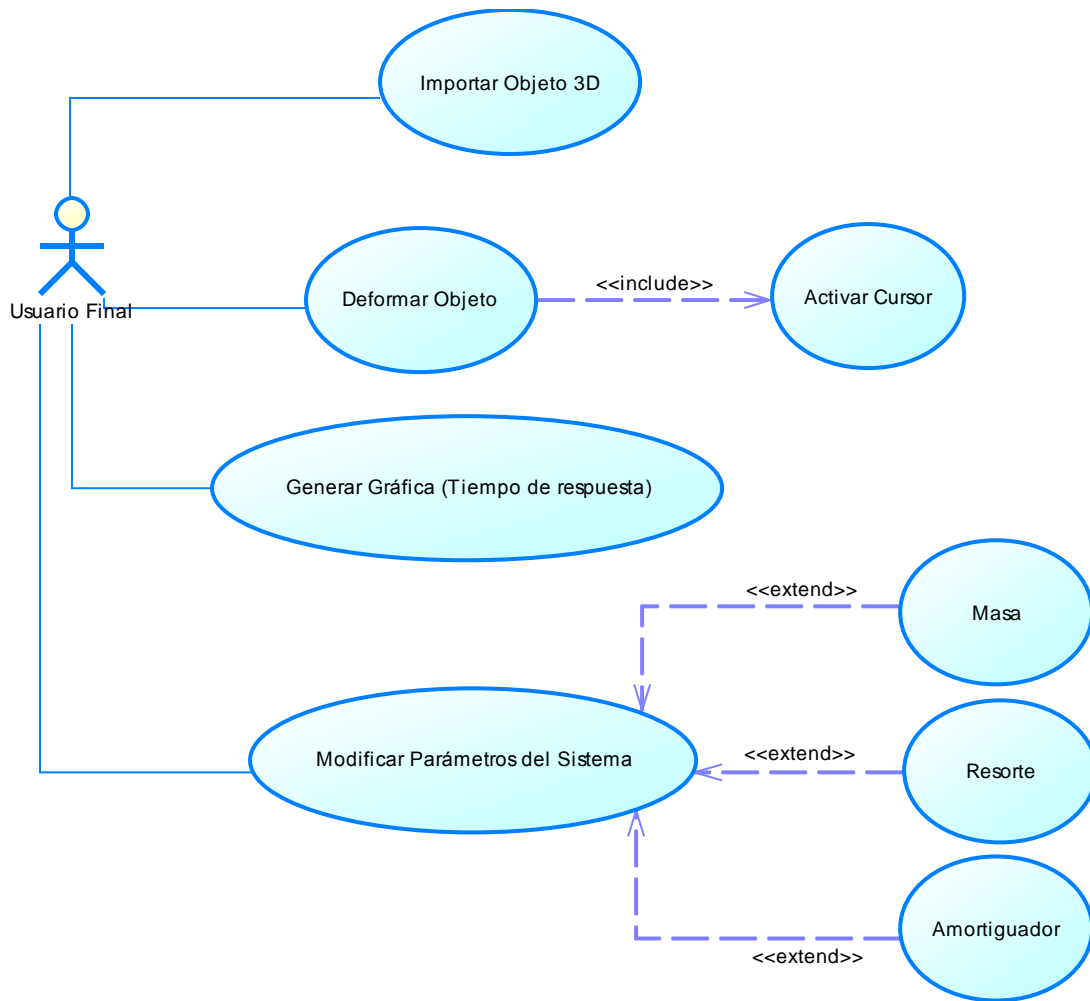 Importar Objeto 3D
Usuario Final
Deformar Objeto
<<include>>
Activar Cursor
Generar Gráfica (Tiempo de respuesta)
<<extend>>
Masa
Modificar Parámetros del Sistema
<<extend>>
Resorte
Amortiguador
<<extend>>